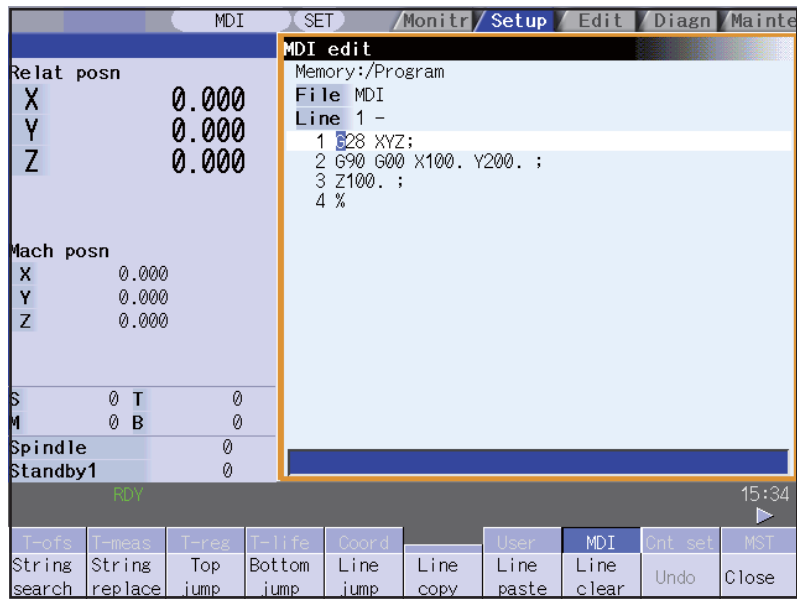 MDI SET Monitr Setup Edit Diagn Mainte
MDI edit
Relat posn
X 0.000
Y 0.000
Z 0.000
Memory:/Program
File MDI
Line 1 -
1 G28 XYZ;
2 G90 G00 X100. Y200. ;
3 Z100. ;
4 %
Mach posn
X 0.000
Y 0.000
Z 0.000
S 0 T 0
M 0 B 0
Spindle 0
Standby1 0
RDY 15:34
T-ofs T-meas T-reg T-life Coord User MDI Cnt set MST
String search String replace Top jump Bottom jump Line jump Line copy Line paste Line clear Undo Close